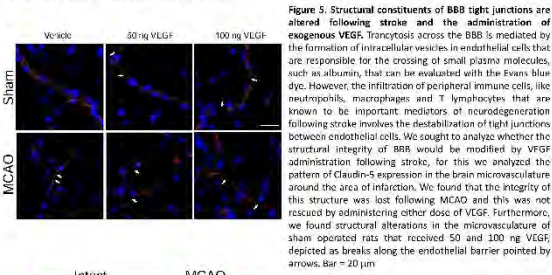 Vehicle 50 ng VEGF 100 ng VEGF
Sham
MCAO
Figure 5. Structural constituents of BBB tight junctions are
altered following stroke and the administration of
exogenous VEGF. Trancytosis across the BBB is mediated by
the formation of intracellular vesicles in endothelial cells that
are responsible for the crossing of small plasma molecules,
such as albumin, that can be evaluated with the Evans blue
dye. However, the infiltration of peripheral immune cells, like
neutrophils, macrophages and T lymphocytes that are
known to be important mediators of neurodegeneration
following stroke involves the destabilization of tight junctions
between endothelial cells. We sought to analyze whether the
structural integrity of BBB would be modified by VEGF
administration following stroke, for this we analyzed the
pattern of Claudin-5 expression in the brain microvasculature
around the area of infarction. We found that the integrity of
this structure was lost following MCAO and this was not
rescued by administering either dose of VEGF. Furthermore,
we found structural alterations in the microvasculature of
sham operated rats that received 50 and 100 ng VEGF,
depicted as breaks along the endothelial barrier pointed by
arrows. Bar = 20 µm
MCAO